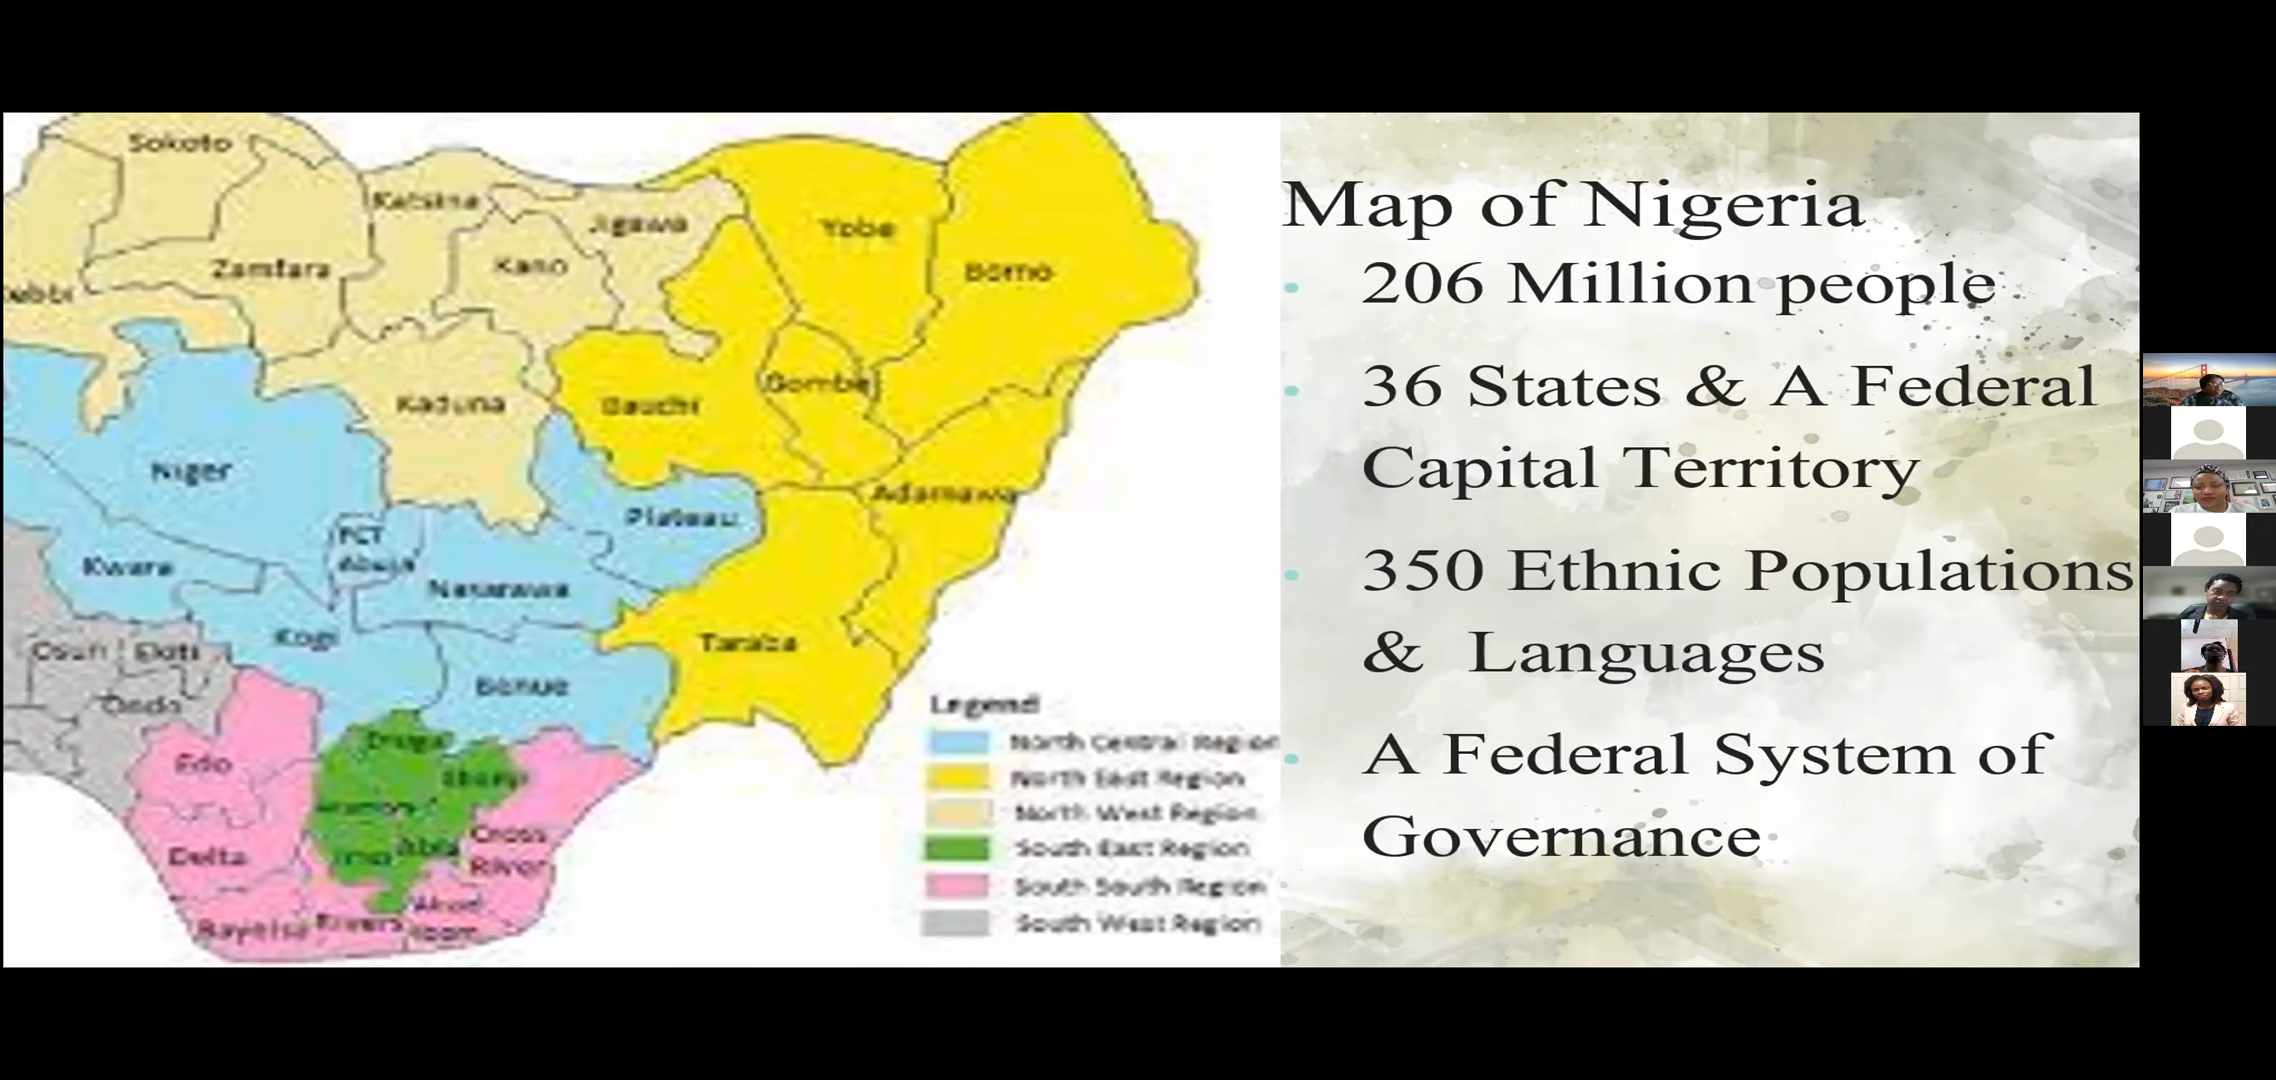 Sokoto
Katsina
Jigawa
Yobe
Borno
Zamfara
Kano
ebbi
Kaduna
Bauchi
Gombe
Adamawa
Niger
Plateau
FCT
Abuja
Kwara
Nasarawa
Taraba
Kogi
Benue
Osun
Ekiti
Ondo
Edo
Enugu
Ebonyi
Delta
Imo
Abia
Cross
River
Bayelsa
Rivers
Akwa
Ibom
Legend
North Central Region
North East Region
North West Region
South East Region
South South Region
South West Region
Map of Nigeria
• 206 Million people
• 36 States & A Federal
Capital Territory
• 350 Ethnic Populations
& Languages
• A Federal System of
Governance